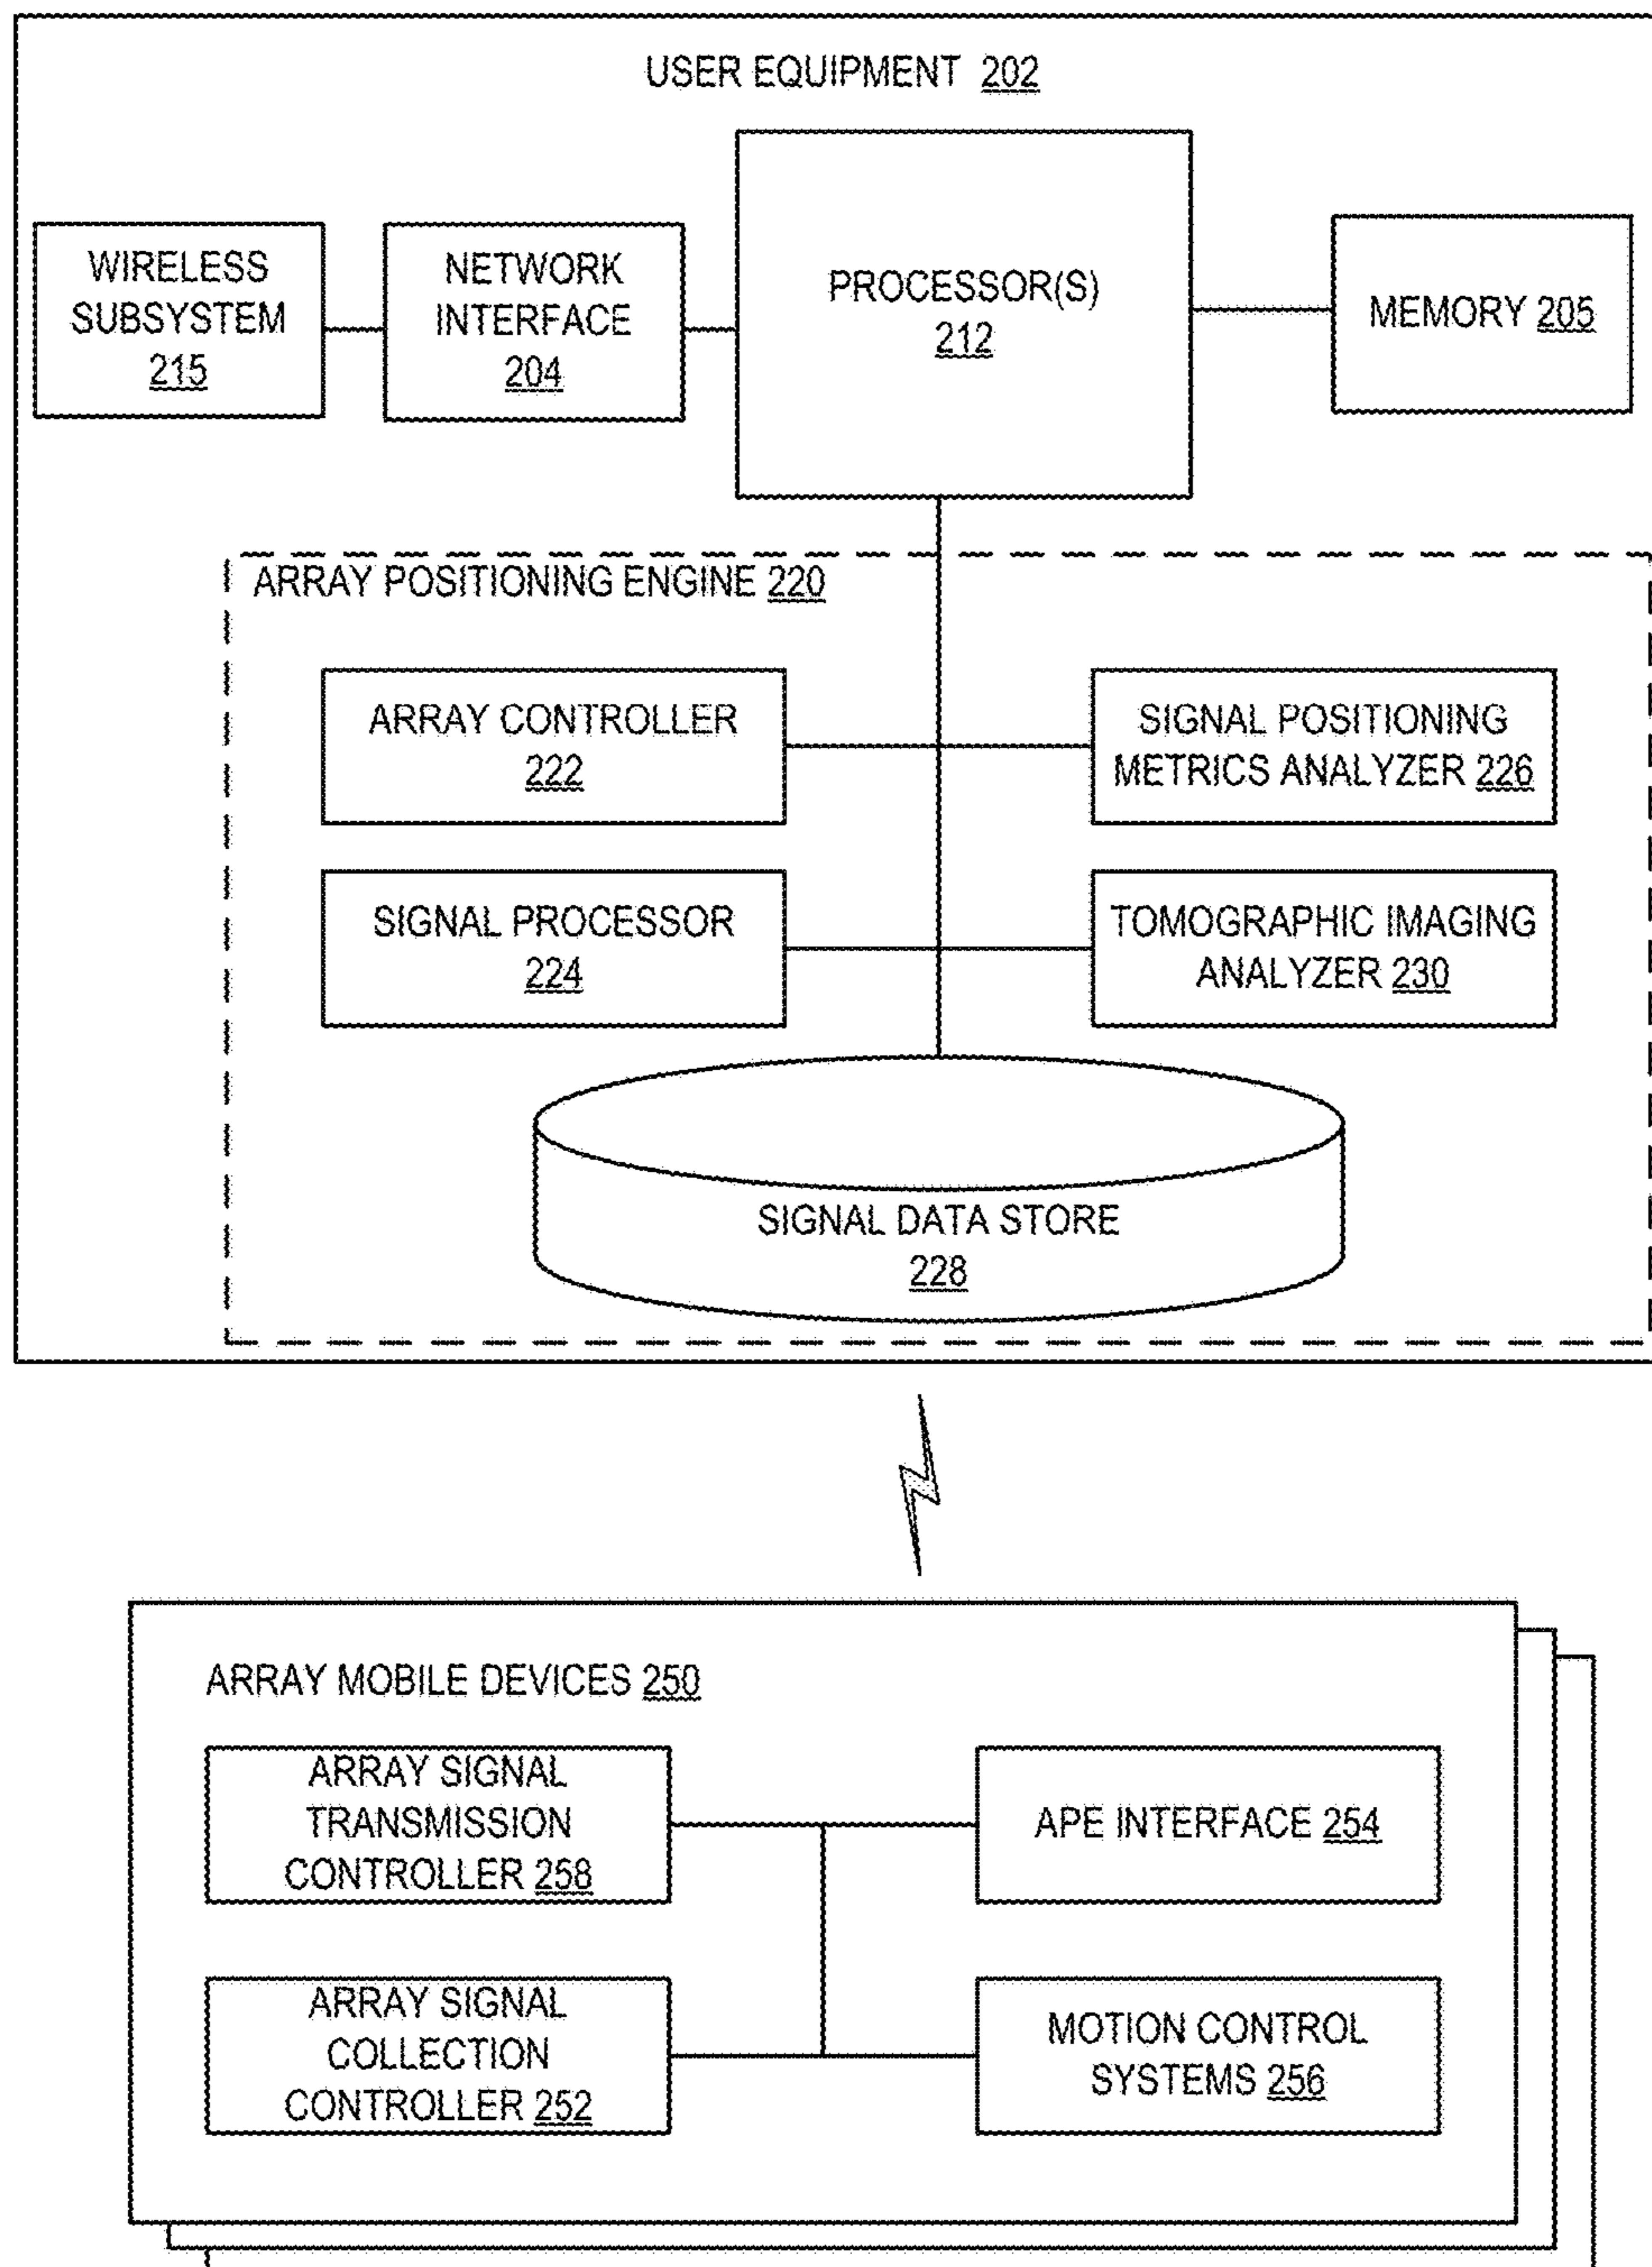 USER EQUIPMENT 202
WIRELESS
SUBSYSTEM
215
NETWORK
INTERFACE
204
PROCESSOR(S)
212
MEMORY 205
ARRAY POSITIONING ENGINE 220
ARRAY CONTROLLER
222
SIGNAL POSITIONING
METRICS ANALYZER 226
SIGNAL PROCESSOR
224
TOMOGRAPHIC IMAGING
ANALYZER 230
SIGNAL DATA STORE
228
ARRAY MOBILE DEVICES 250
ARRAY SIGNAL
TRANSMISSION
CONTROLLER 258
APE INTERFACE 254
ARRAY SIGNAL
COLLECTION
CONTROLLER 252
MOTION CONTROL
SYSTEMS 256